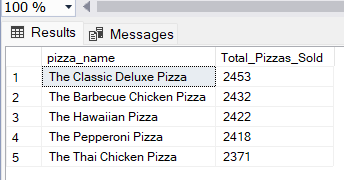 100 %
Results Messages
pizza_name Total_Pizzas_Sold
1 The Classic Deluxe Pizza 2453
2 The Barbecue Chicken Pizza 2432
3 The Hawaiian Pizza 2422
4 The Pepperoni Pizza 2418
5 The Thai Chicken Pizza 2371